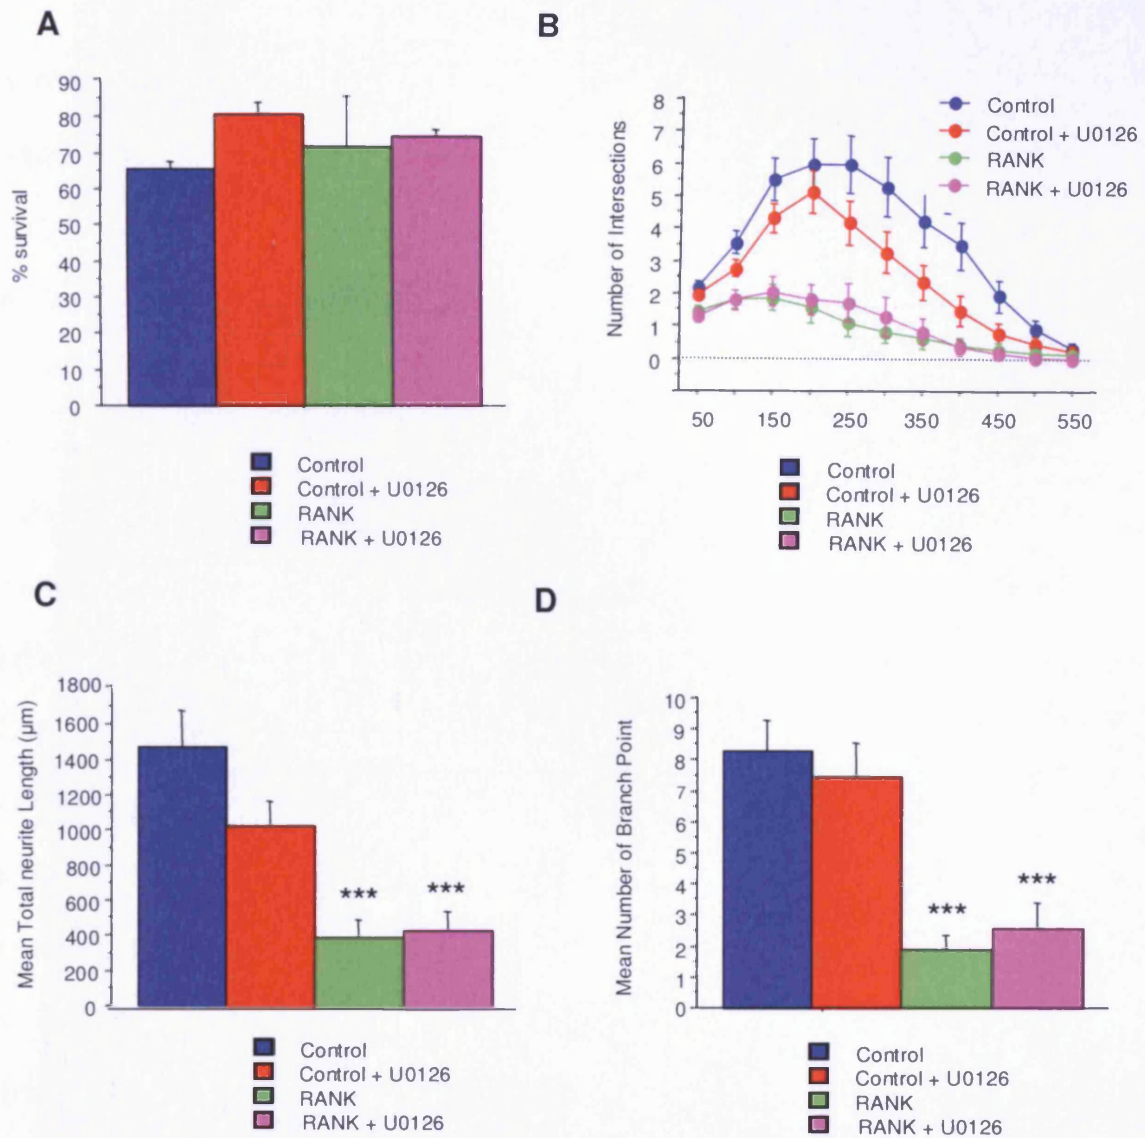 A
90
80
70
60
50
40
30
20
10
0
% survival
Control
Control + U0126
RANK
RANK + U0126
B
8
7
6
5
4
3
2
1
0
Number of Intersections
Control
Control + U0126
RANK
RANK + U0126
50 150 250 350 450 550
Control
Control + U0126
RANK
RANK + U0126
C
1800
1600
1400
1200
1000
800
600
400
200
0
Mean Total neurite Length (µm)
*** ***
Control
Control + U0126
RANK
RANK + U0126
D
10
9
8
7
6
5
4
3
2
1
0
Mean Number of Branch Point
*** ***
Control
Control + U0126
RANK
RANK + U0126